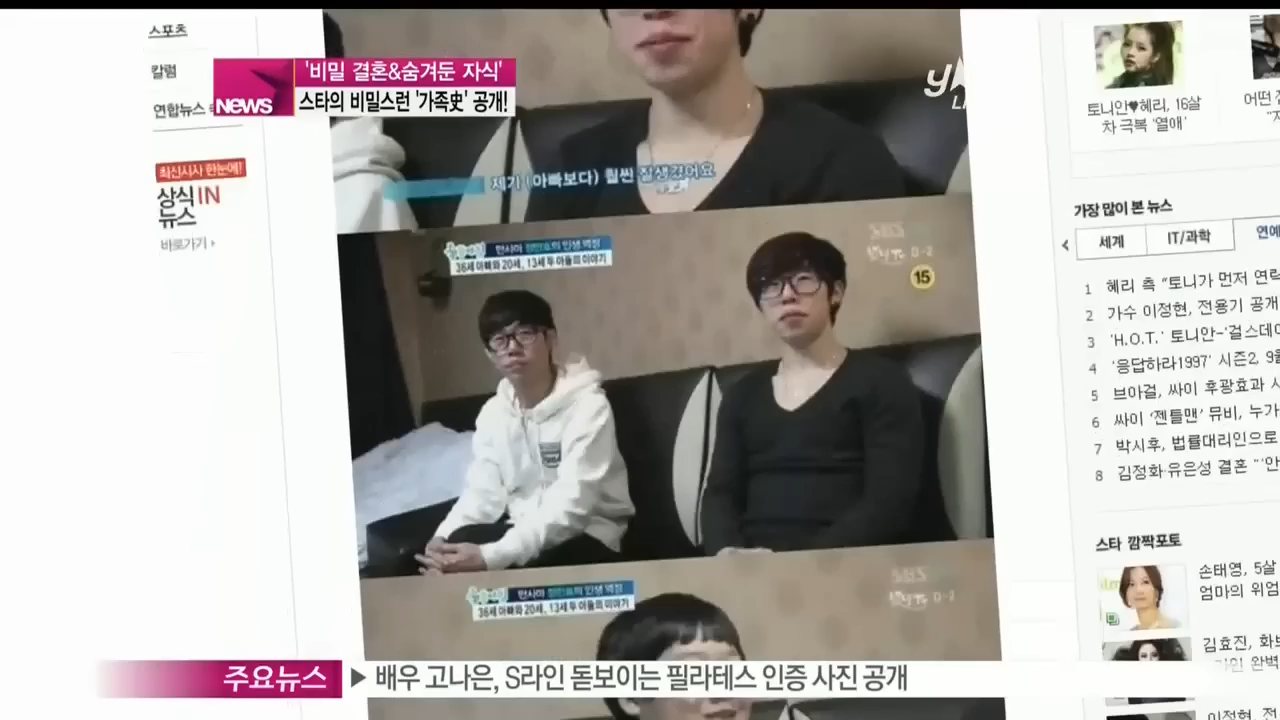 스포츠
칼럼
연합뉴스
최신시사 한눈에!
상식IN
뉴스
바로가기
NEWS
'비밀 결혼&숨겨둔 자식'
스타의 비밀스런 '가족史' 공개!
제가 (아빠보다) 훨씬 잘생겼어요
36세 아빠와 20세, 13세 두 아들의 이야기
SBS
D-2
15
36세 아빠와 20세, 13세 두 아들의 이야기
SBS
D-2
토니안♥혜리, 16살
차 극복 '열애'
어떤
가장 많이 본 뉴스
세계
IT/과학
연예
1 혜리 측 "토니가 먼저 연락
2 가수 이정현, 전용기 공개
3 'H.O.T.' 토니안-'걸스데이
4 '응답하라1997' 시즌2, 9월
5 브아걸, 싸이 후광효과
6 싸이 '젠틀맨' 뮤비, 누가
7 박시후, 법률대리인으로
8 김정화·유은성 결혼
스타 깜짝포토
손태영, 5살
엄마의 위엄
김효진, 화보
이정현,
주요뉴스
▶ 배우 고나은, S라인 돋보이는 필라테스 인증 사진 공개